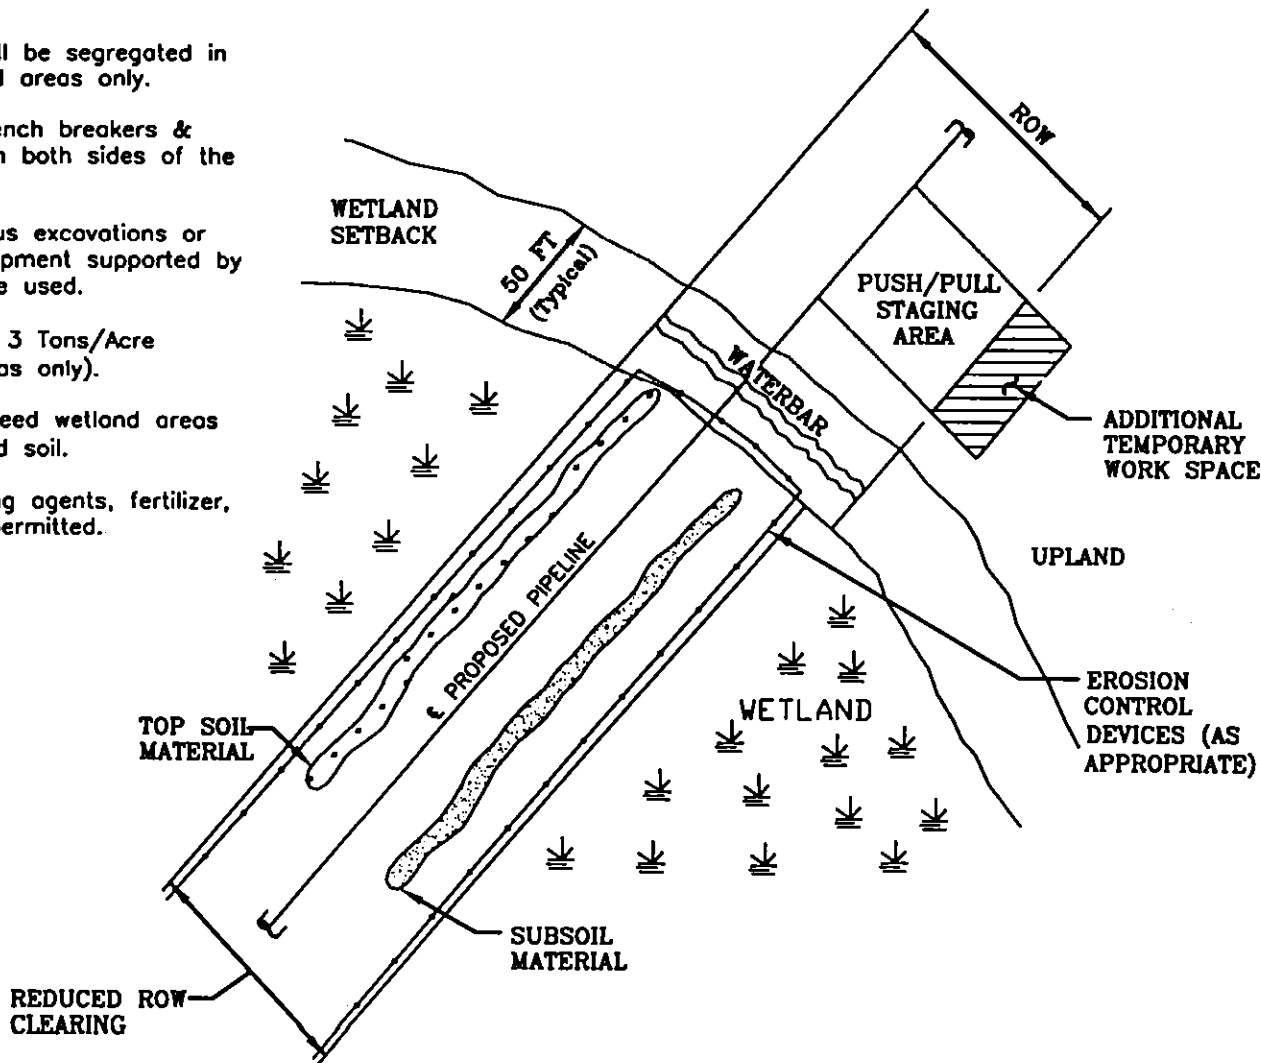 ll be segregated in
areas only.
ench breakers &
n both sides of the
us excavations or
ipment supported by
e used.
3 Tons/Acre
as only).
eed wetland areas
d soil.
ng agents, fertilizer,
permitted.
WETLAND
SETBACK
50 FT
(Typical)
ROW
PUSH/PULL
STAGING
AREA
WATERBAR
ADDITIONAL
TEMPORARY
WORK SPACE
UPLAND
℄ PROPOSED PIPELINE
TOP SOIL
MATERIAL
WETLAND
EROSION
CONTROL
DEVICES (AS
APPROPRIATE)
SUBSOIL
MATERIAL
REDUCED ROW
CLEARING